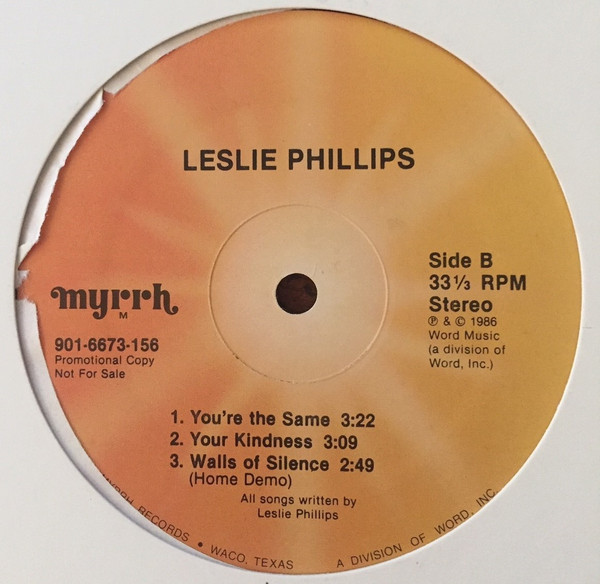 LESLIE PHILLIPS
myrrh
M
901-6673-156
Promotional Copy
Not For Sale
Side B
33⅓ RPM
Stereo
℗ & © 1986
Word Music
(a division of
Word, Inc.)
1. You're the Same 3:22
2. Your Kindness 3:09
3. Walls of Silence 2:49
(Home Demo)
All songs written by
Leslie Phillips
MYRRH RECORDS • WACO, TEXAS A DIVISION OF WORD, INC.